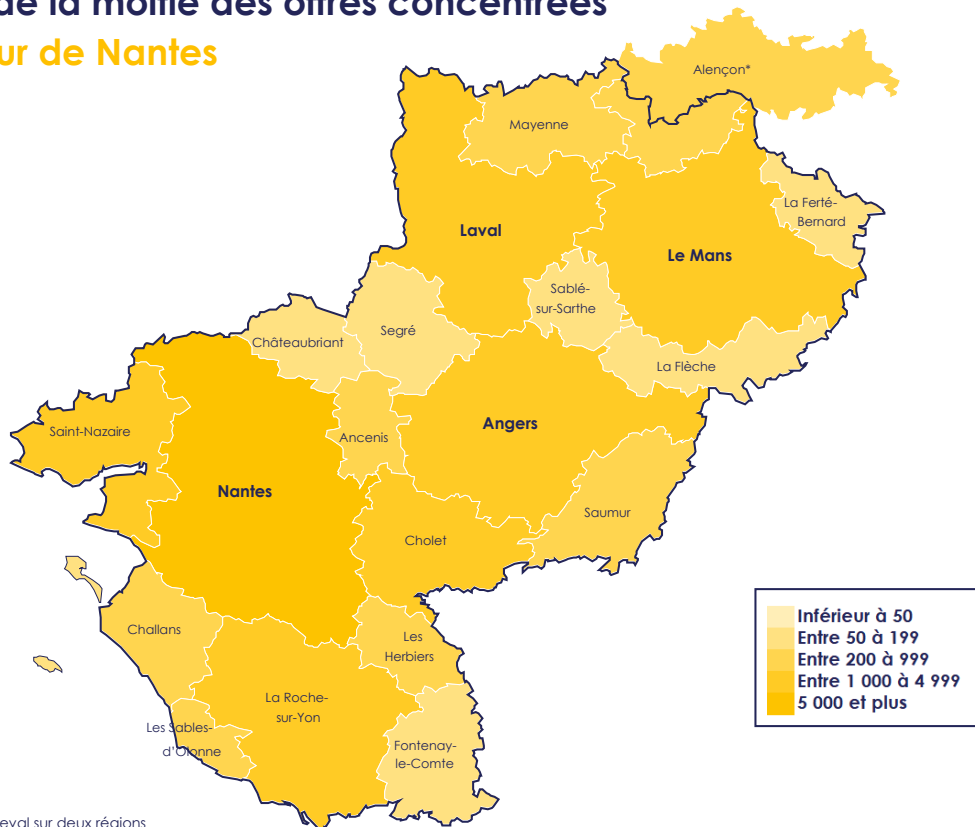 de la moitié des offres concentrées
ur de Nantes
Alençon*
Mayenne
La Ferté-
Bernard
Laval
Le Mans
Sablé-
sur-Sarthe
Segré
Châteaubriant
La Flèche
Saint-Nazaire
Ancenis
Angers
Nantes
Saumur
Cholet
Challans
Les
Herbiers
La Roche-
sur-Yon
Les Sables-
d'Olonne
Fontenay-
le-Comte
Inférieur à 50
Entre 50 à 199
Entre 200 à 999
Entre 1 000 à 4 999
5 000 et plus
eval sur deux régions